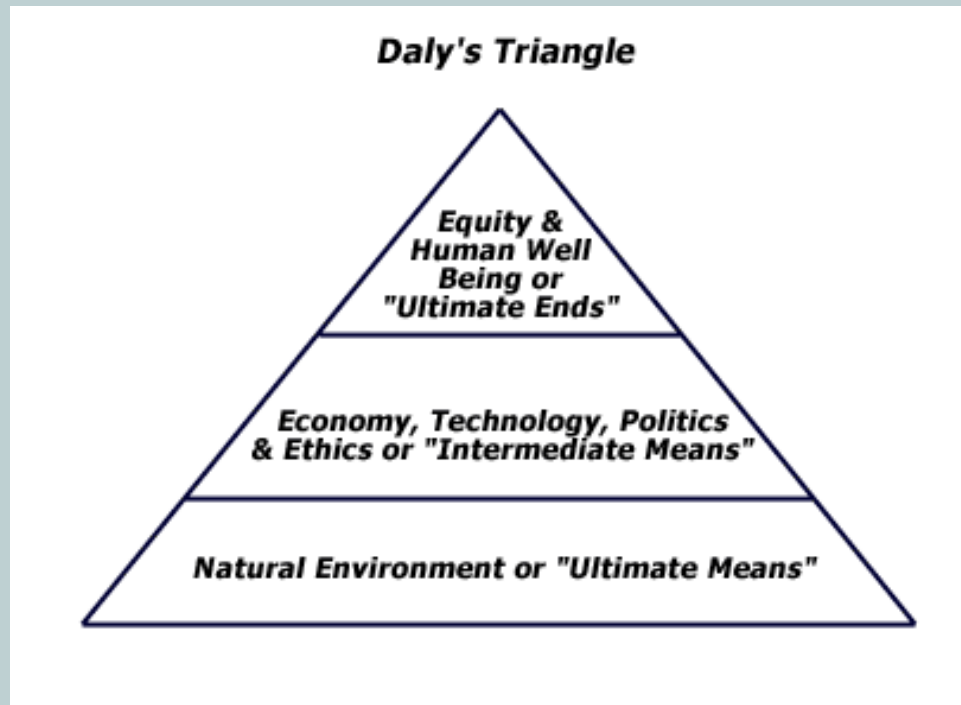 Daly's Triangle
Equity &
Human Well
Being or
"Ultimate Ends"
Economy, Technology, Politics
& Ethics or "Intermediate Means"
Natural Environment or "Ultimate Means"